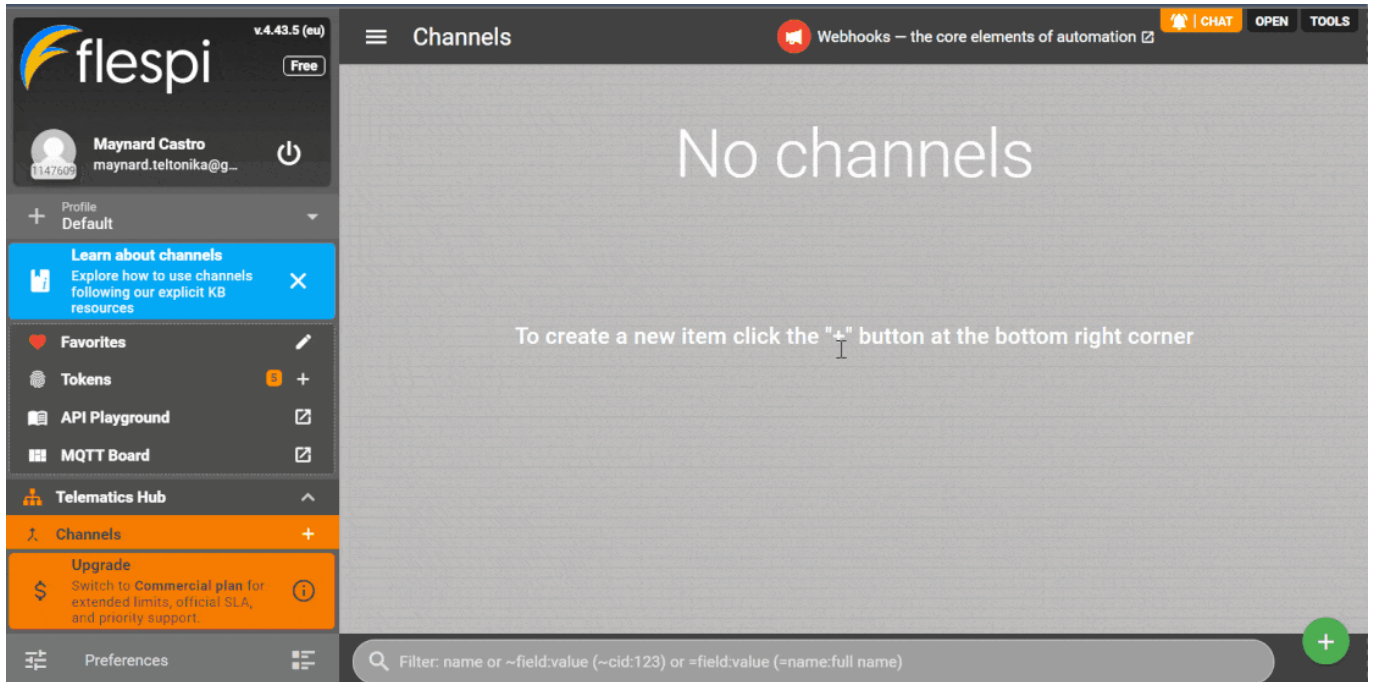 flespi
v.4.43.5 (eu)
Free
Maynard Castro
maynard.teltonika@g...
1147609
Profile
Default
Learn about channels
Explore how to use channels
following our explicit KB
resources
Favorites
Tokens
5
API Playground
MQTT Board
Telematics Hub
Channels
Upgrade
Switch to Commercial plan for
extended limits, official SLA,
and priority support.
Preferences
Channels
Webhooks — the core elements of automation
CHAT
OPEN
TOOLS
No channels
To create a new item click the "+" button at the bottom right corner
Filter: name or ~field:value (~cid:123) or =field:value (=name:full name)